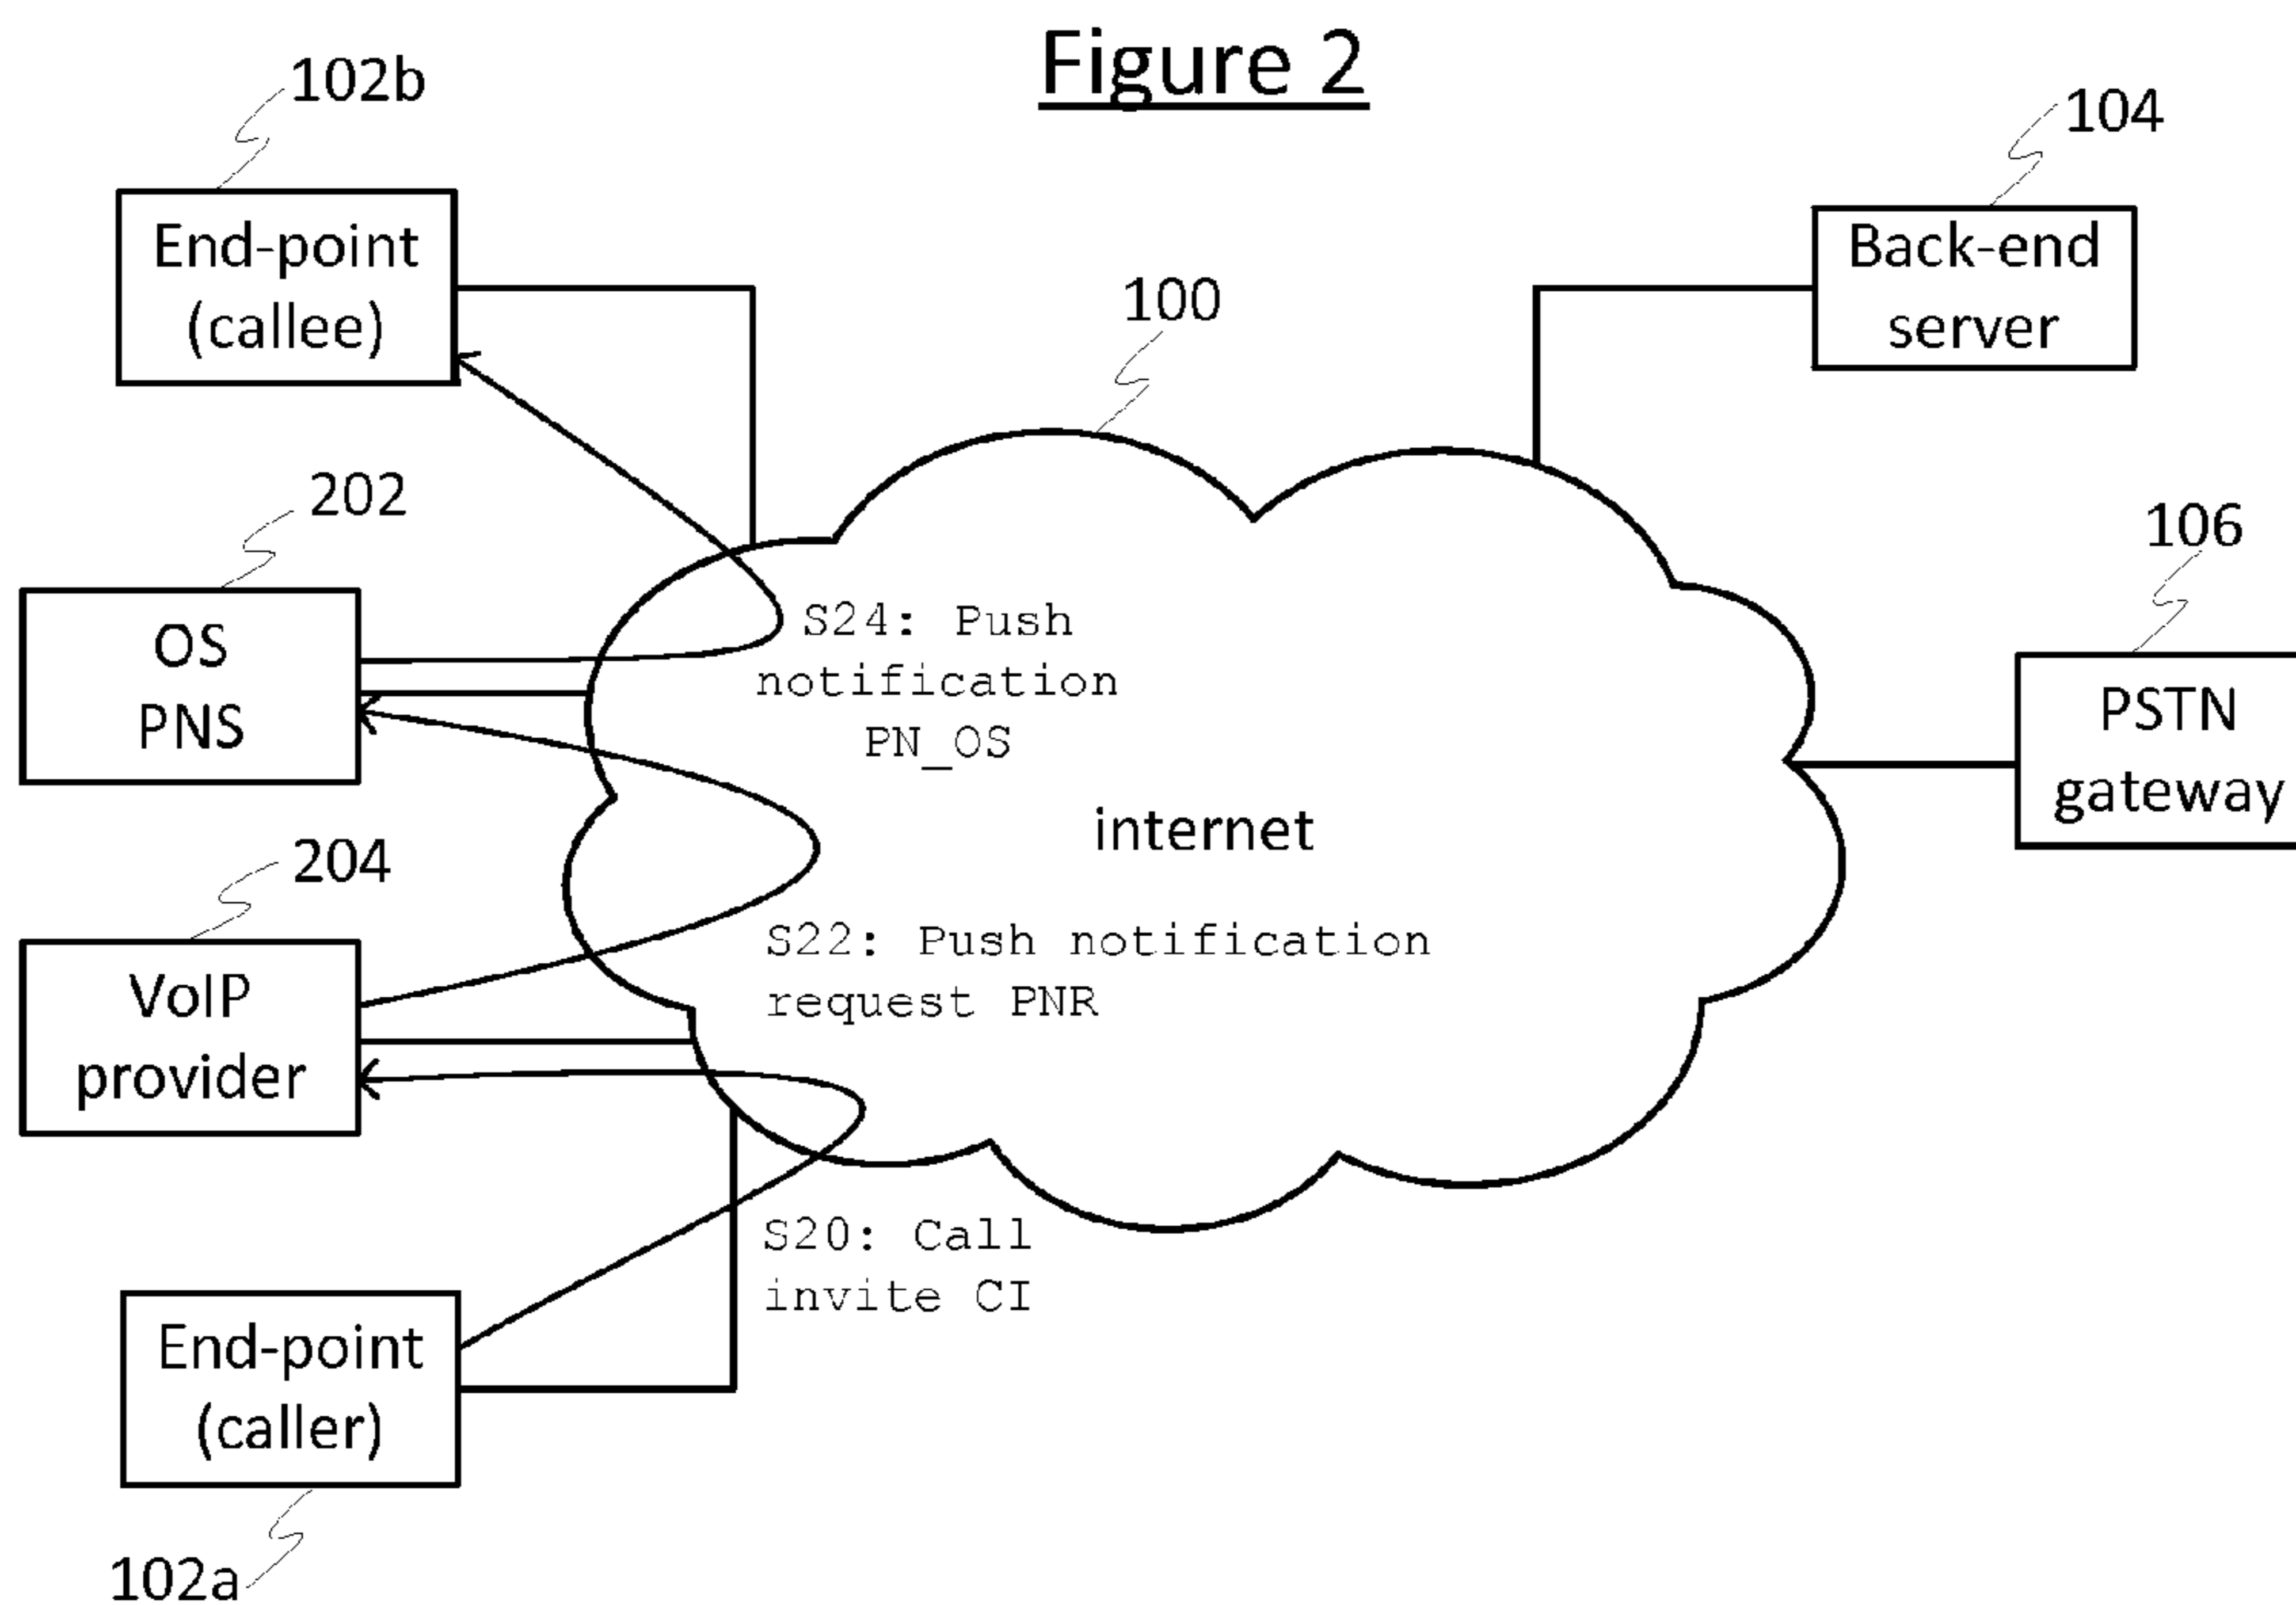 Figure 2
102b
104
End-point
(callee)
Back-end
server
100
202
106
OS
PNS
S24: Push
notification
PN_OS
PSTN
gateway
internet
204
VoIP
provider
S22: Push notification
request PNR
S20: Call
invite CI
End-point
(caller)
102a